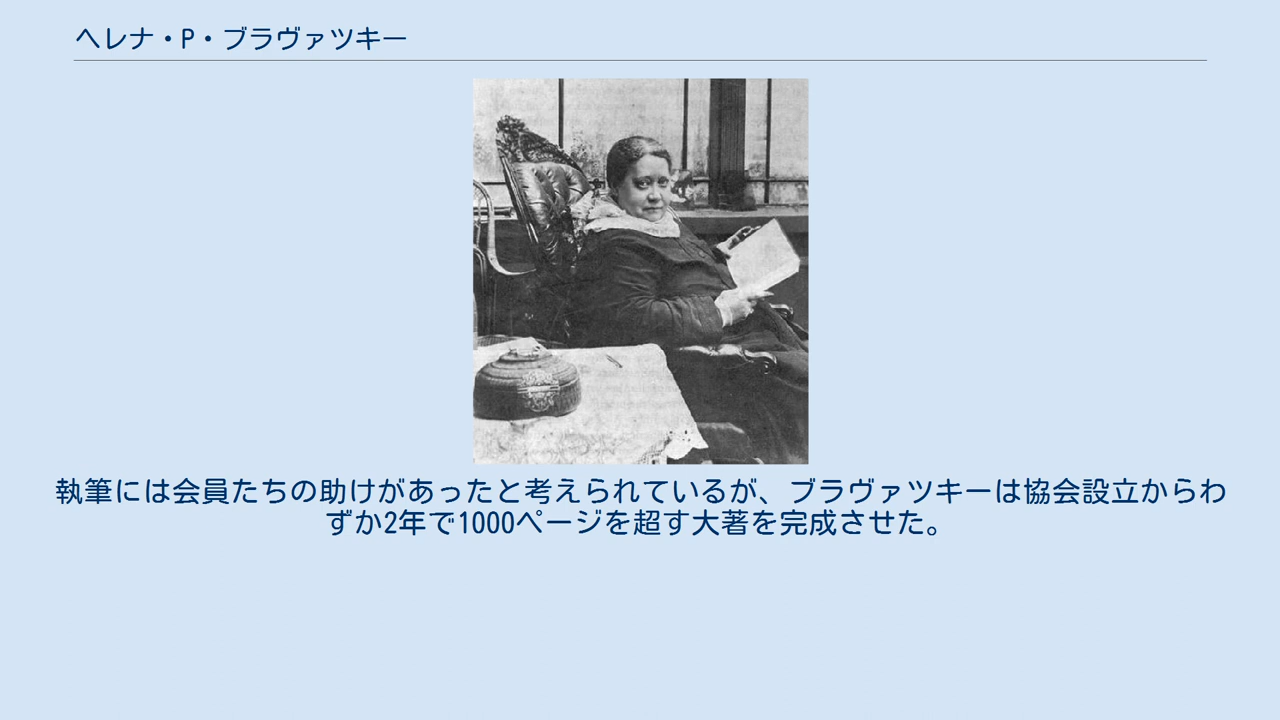 ヘレナ・P・ブラヴァツキー
執筆には会員たちの助けがあったと考えられているが、ブラヴァツキーは協会設立からわ
ずか2年で1000ページを超す大著を完成させた。